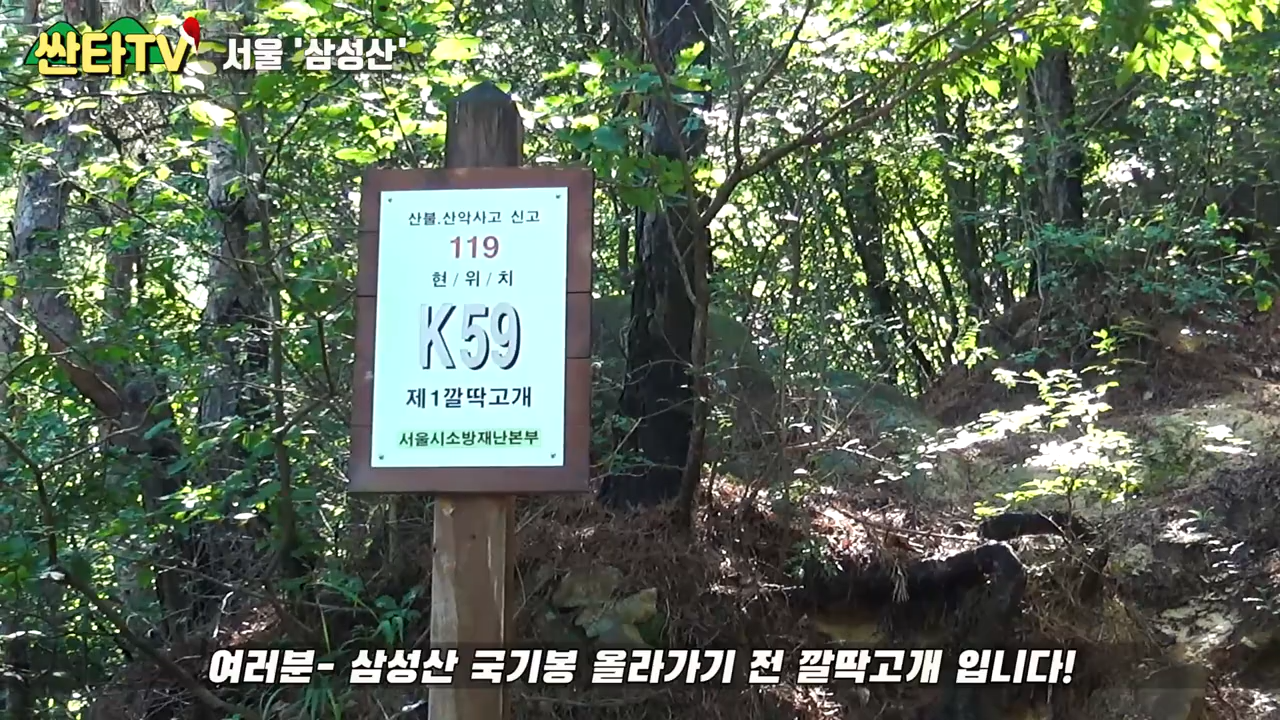 싼타TV 서울 '삼성산'
산불.산악사고 신고
119
현/위/치
K59
제1깔딱고개
서울시소방재난본부
여러분- 삼성산 국기봉 올라가기 전 깔딱고개 입니다!